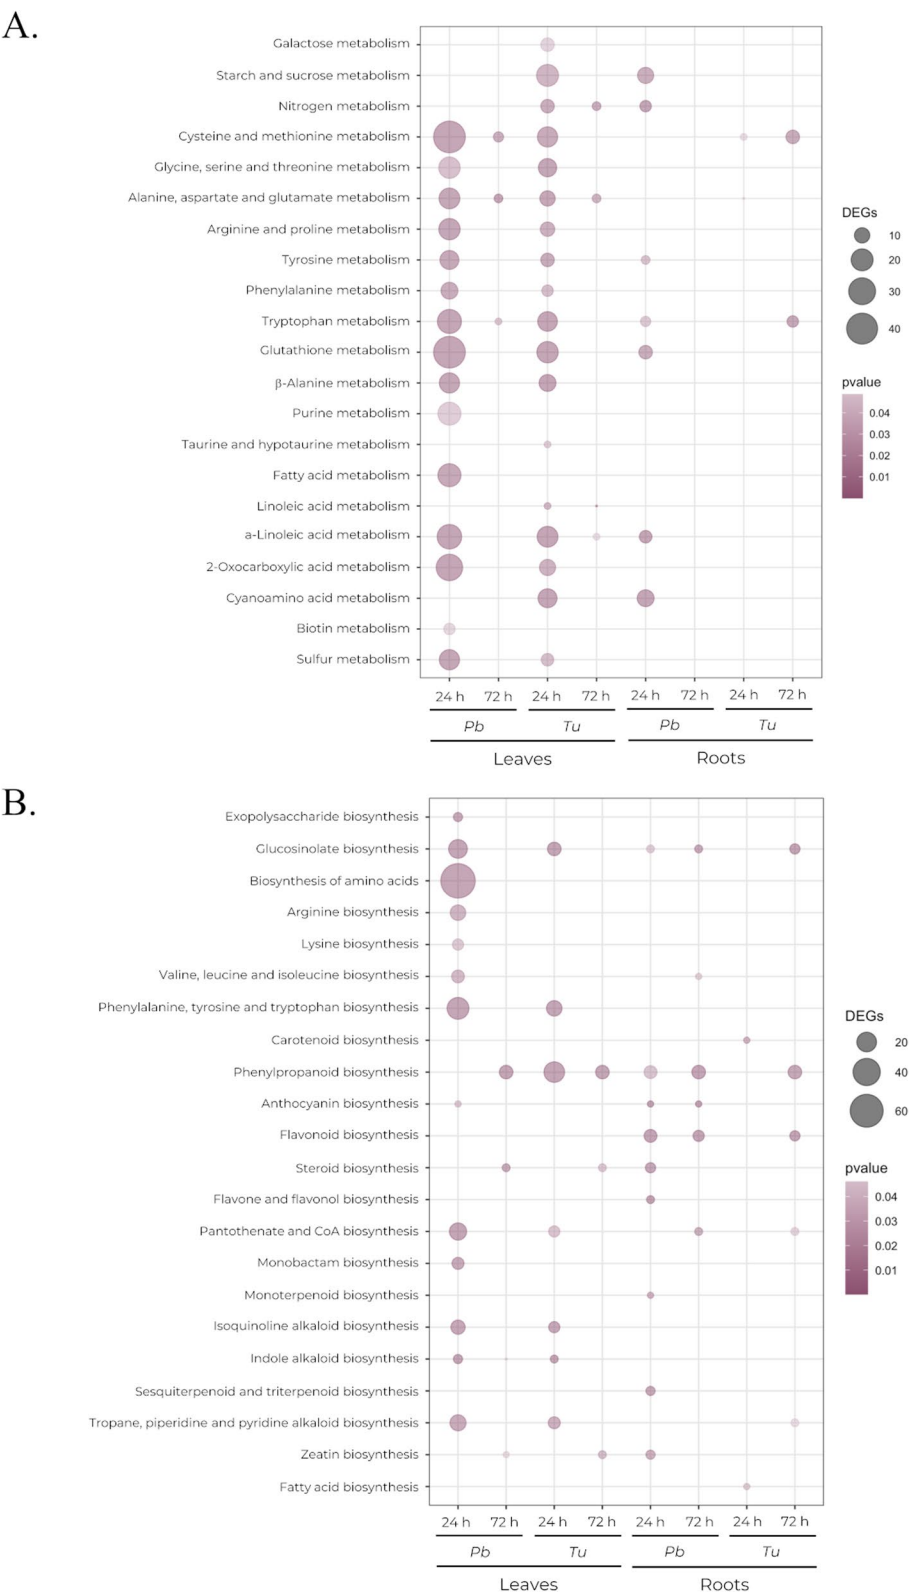 A.
Galactose metabolism
Starch and sucrose metabolism
Nitrogen metabolism
Cysteine and methionine metabolism
Glycine, serine and threonine metabolism
Alanine, aspartate and glutamate metabolism
Arginine and proline metabolism
Tyrosine metabolism
Phenylalanine metabolism
Tryptophan metabolism
Glutathione metabolism
β-Alanine metabolism
Purine metabolism
Taurine and hypotaurine metabolism
Fatty acid metabolism
Linoleic acid metabolism
a-Linoleic acid metabolism
2-Oxocarboxylic acid metabolism
Cyanoamino acid metabolism
Biotin metabolism
Sulfur metabolism
24 h 72 h 24 h 72 h 24 h 72 h 24 h 72 h
Pb Tu Pb Tu
Leaves Roots
DEGs
10
20
30
40
pvalue
0.04
0.03
0.02
0.01
B.
Exopolysaccharide biosynthesis
Glucosinolate biosynthesis
Biosynthesis of amino acids
Arginine biosynthesis
Lysine biosynthesis
Valine, leucine and isoleucine biosynthesis
Phenylalanine, tyrosine and tryptophan biosynthesis
Carotenoid biosynthesis
Phenylpropanoid biosynthesis
Anthocyanin biosynthesis
Flavonoid biosynthesis
Steroid biosynthesis
Flavone and flavonol biosynthesis
Pantothenate and CoA biosynthesis
Monobactam biosynthesis
Monoterpenoid biosynthesis
Isoquinoline alkaloid biosynthesis
Indole alkaloid biosynthesis
Sesquiterpenoid and triterpenoid biosynthesis
Tropane, piperidine and pyridine alkaloid biosynthesis
Zeatin biosynthesis
Fatty acid biosynthesis
24 h 72 h 24 h 72 h 24 h 72 h 24 h 72 h
Pb Tu Pb Tu
Leaves Roots
DEGs
20
40
60
pvalue
0.04
0.03
0.02
0.01